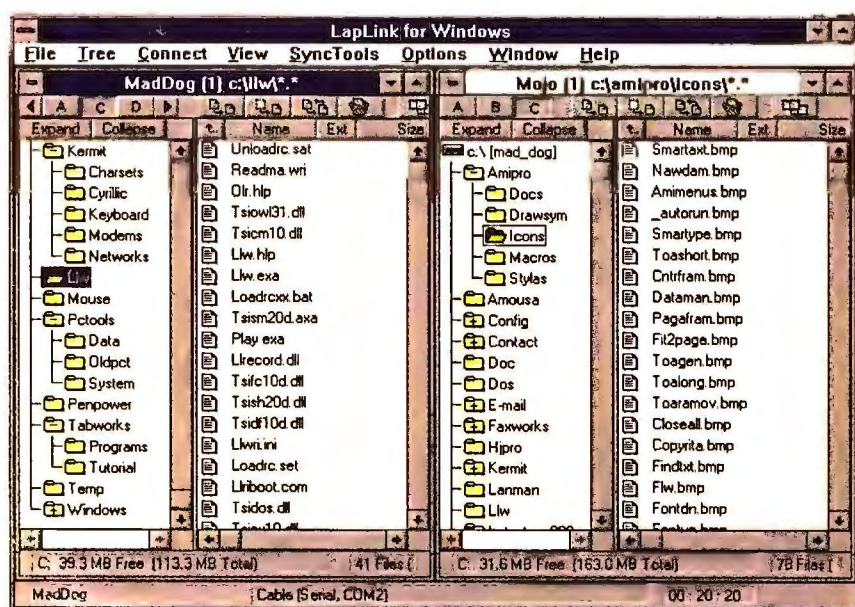 LapLink for Windows
File Tree Connect View SyncTools Options Window Help
MadDog (1) c:\llw\*.*
A C D
Expand Collapse t.. Name Ext Size
Kermit
Charsets
Cyrillic
Keyboard
Modems
Networks
Llw
Mouse
Pctools
Data
Oldpct
System
Penpower
Tabworks
Programs
Tutorial
Temp
Windows
Unloadrc.sat
Readma.wri
Olr.hlp
Tsiowl31.dll
Tsicm10.dll
Llw.hlp
Llw.exa
Loadrcxx.bat
Tsism20d.axa
Play.exa
Llrecord.dll
Tsifc10d.dll
Tsish20d.dll
Tsidf10d.dll
Llwri.ini
Loadrc.set
Llriboot.com
Tsidos.dll
C: 39.3 MB Free (113.3 MB Total) 41 Files (
Mojo (1) c:\amipro\icons\*.*
A B C
Expand Collapse t.. Name Ext Size
c:\ [mad_dog]
Amipro
Docs
Drawsym
Icons
Macros
Stylas
Amousa
Config
Contact
Doc
Dos
E-mail
Faxworks
Hjpro
Kermit
Lanman
Llw
Smartaxt.bmp
Nawdam.bmp
Amimenus.bmp
_autorun.bmp
Smartype.bmp
Toashort.bmp
Cntrfram.bmp
Dataman.bmp
Pagafram.bmp
Fit2paga.bmp
Toagen.bmp
Toalong.bmp
Toaramov.bmp
Closeall.bmp
Copyrita.bmp
Findtxt.bmp
Flw.bmp
Fontdn.bmp
C: 31.6 MB Free (163.0 MB Total) 78 Files (
MadDog Cable (Serial, COM2) 00:20:20